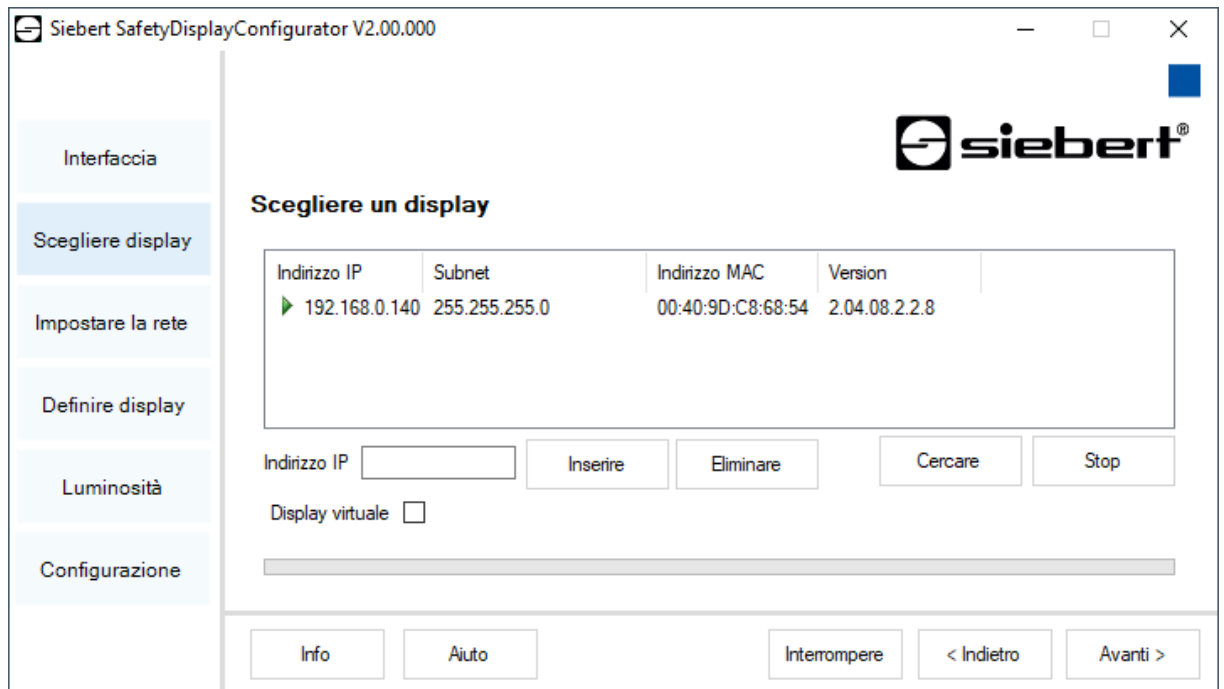 Siebert SafetyDisplayConfigurator V2.00.000
siebert®
Interfaccia
Scegliere display
Impostare la rete
Definire display
Luminosità
Configurazione
Scegliere un display
Indirizzo IP Subnet Indirizzo MAC Version
192.168.0.140 255.255.255.0 00:40:9D:C8:68:54 2.04.08.2.2.8
Indirizzo IP Inserire Eliminare Cercare Stop
Display virtuale
Info Aiuto Interrompere < Indietro Avanti >